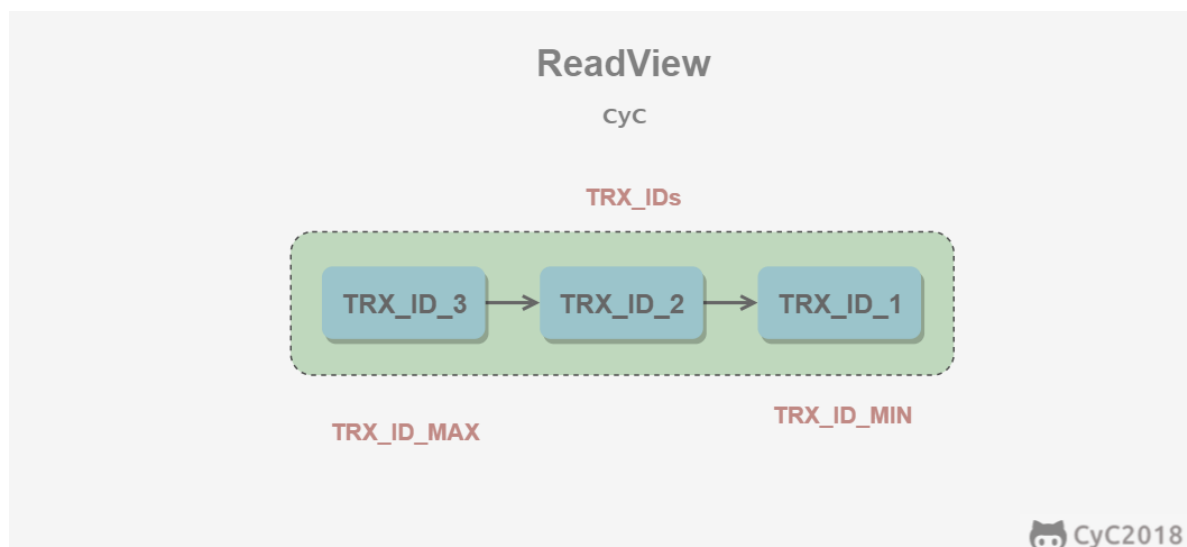 ReadView
CyC
TRX_IDs
TRX_ID_3
TRX_ID_2
TRX_ID_1
TRX_ID_MAX
TRX_ID_MIN
CyC2018